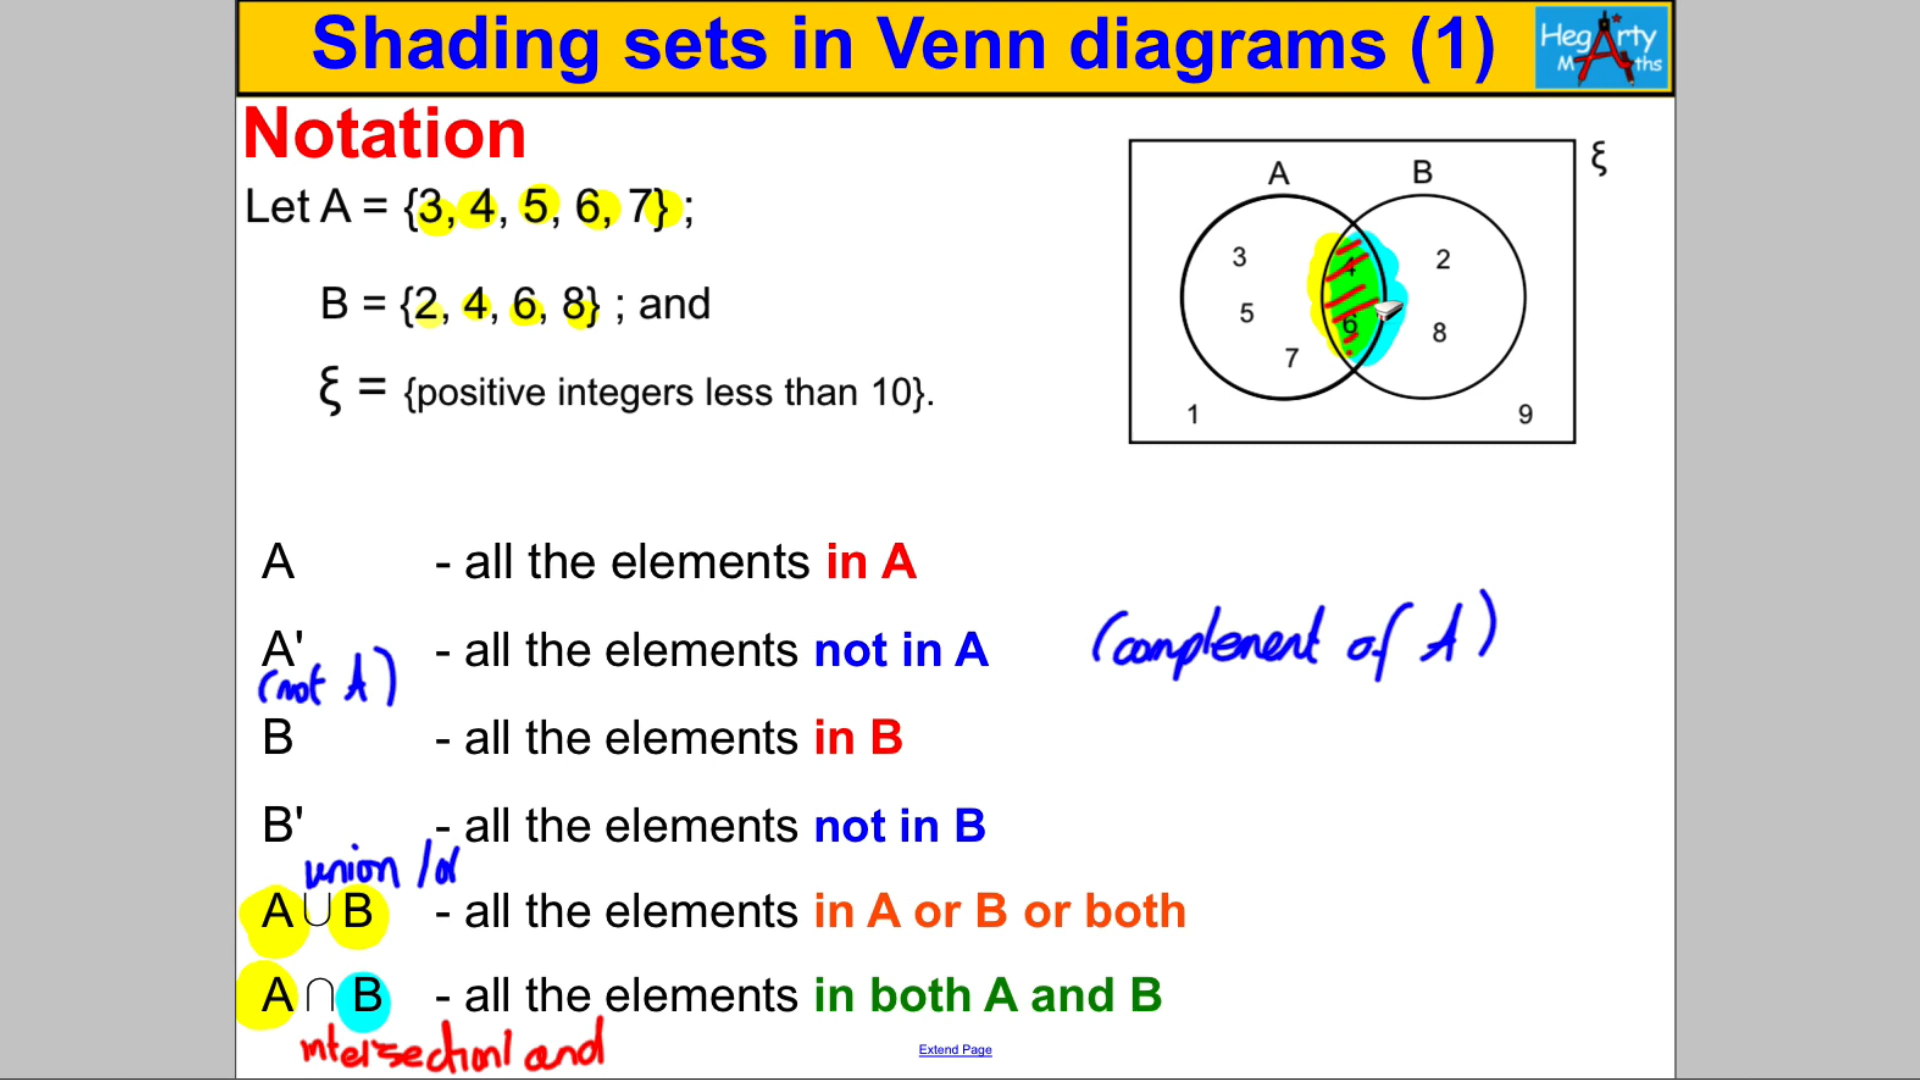 Shading sets in Venn diagrams (1)
HegArty
Maths
Notation
Let A = {3, 4, 5, 6, 7} ;
B = {2, 4, 6, 8} ; and
ξ = {positive integers less than 10}.
A B ξ
3 4 2
5 6 8
7
1 9
A - all the elements in A
A' - all the elements not in A (complement of A)
(not A)
B - all the elements in B
B' - all the elements not in B
union / or
A∪B - all the elements in A or B or both
A∩B - all the elements in both A and B
intersection / and
Extend Page